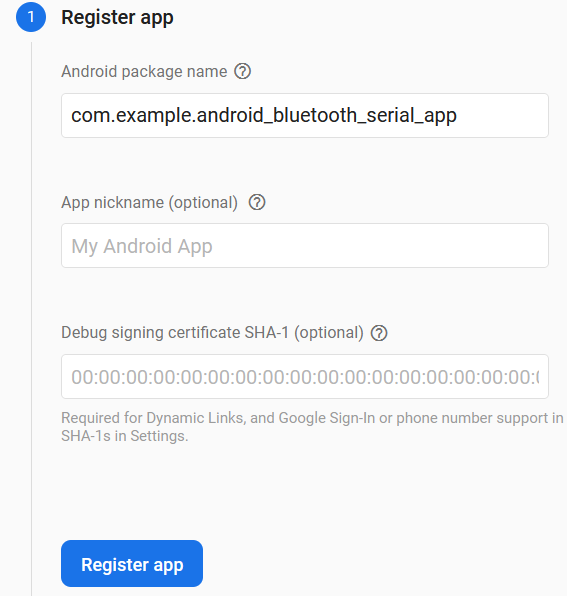 1 Register app
Android package name ?
com.example.android_bluetooth_serial_app
App nickname (optional) ?
My Android App
Debug signing certificate SHA-1 (optional) ?
00:00:00:00:00:00:00:00:00:00:00:00:00:00:00:00:00:0
Required for Dynamic Links, and Google Sign-In or phone number support in
SHA-1s in Settings.
Register app